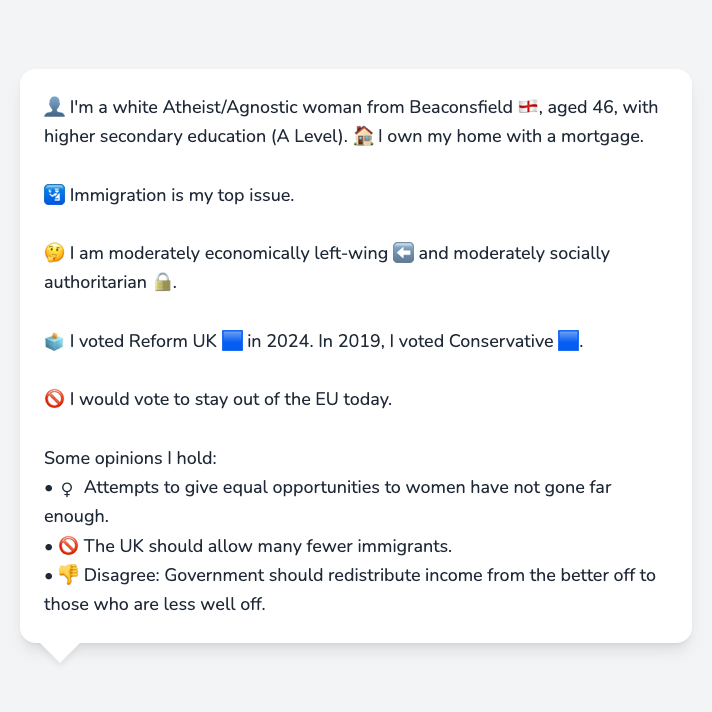 👤 I'm a white Atheist/Agnostic woman from Beaconsfield 🏴󠁧󠁢󠁥󠁮󠁧󠁿, aged 46, with
higher secondary education (A Level). 🏠 I own my home with a mortgage.
🛂 Immigration is my top issue.
🤔 I am moderately economically left-wing ⬅️ and moderately socially
authoritarian 🔒.
🗳️ I voted Reform UK 🟦 in 2024. In 2019, I voted Conservative 🟦.
🚫 I would vote to stay out of the EU today.
Some opinions I hold:
• ♀️ Attempts to give equal opportunities to women have not gone far
enough.
• 🚫 The UK should allow many fewer immigrants.
• 👎 Disagree: Government should redistribute income from the better off to
those who are less well off.